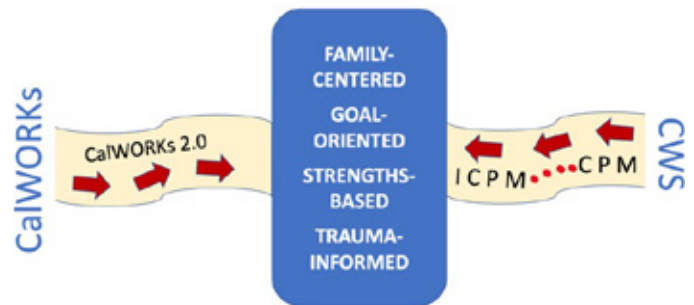 CalWORKs
CalWORKs 2.0
FAMILY-
CENTERED
GOAL-
ORIENTED
STRENGTHS-
BASED
TRAUMA-
INFORMED
ICPM
CPM
CWS